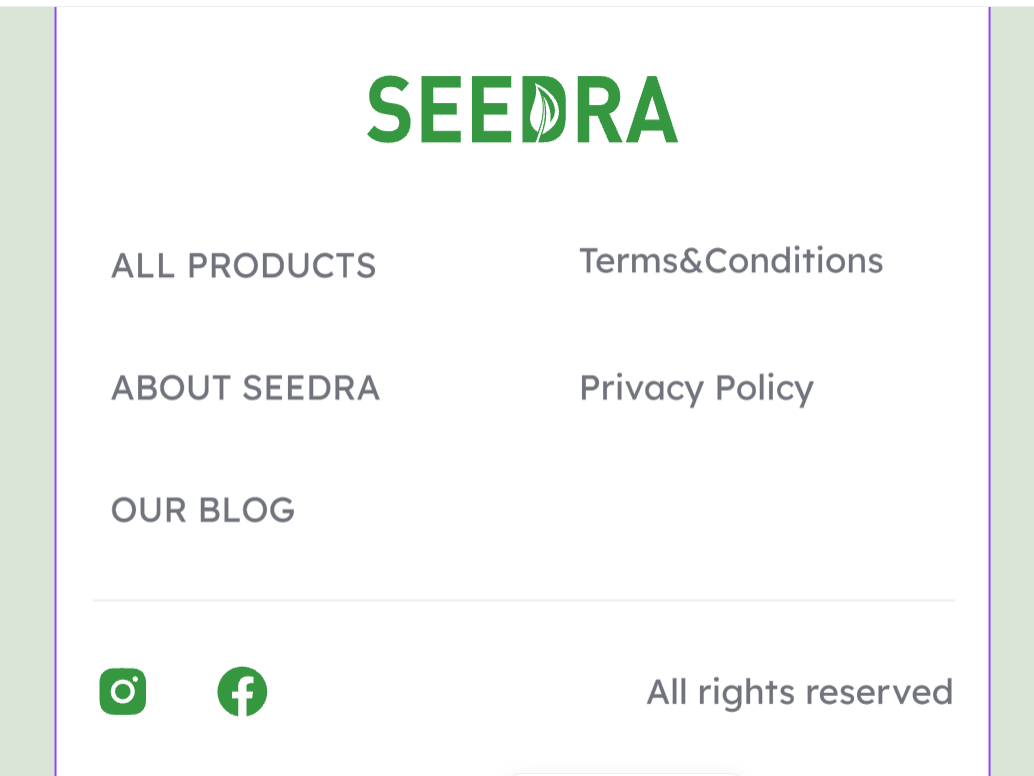 SEEDRA
ALL PRODUCTS
Terms&Conditions
ABOUT SEEDRA
Privacy Policy
OUR BLOG
All rights reserved